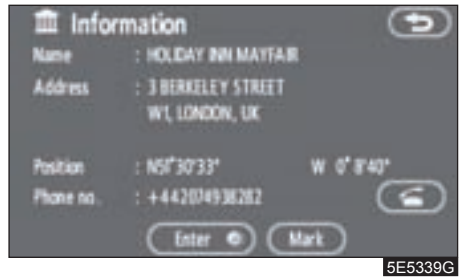 Information
Name : HOLIDAY INN MAYFAIR
Address : 3 BERKELEY STREET
W1, LONDON, UK
Position : N51°30'33" W 0°8'40"
Phone no. : +442074938282
Enter Mark
5E5339G